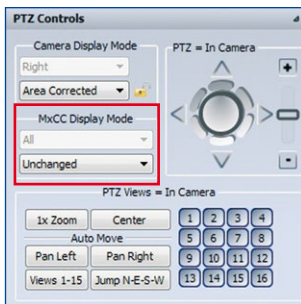 PTZ Controls
Camera Display Mode
PTZ = In Camera
Right
Area Corrected
+
MxCC Display Mode
All
Unchanged
-
PTZ Views = In Camera
1x Zoom Center 1 2 3 4
Auto Move 5 6 7 8
Pan Left Pan Right 9 10 11 12
Views 1-15 Jump N-E-S-W 13 14 15 16